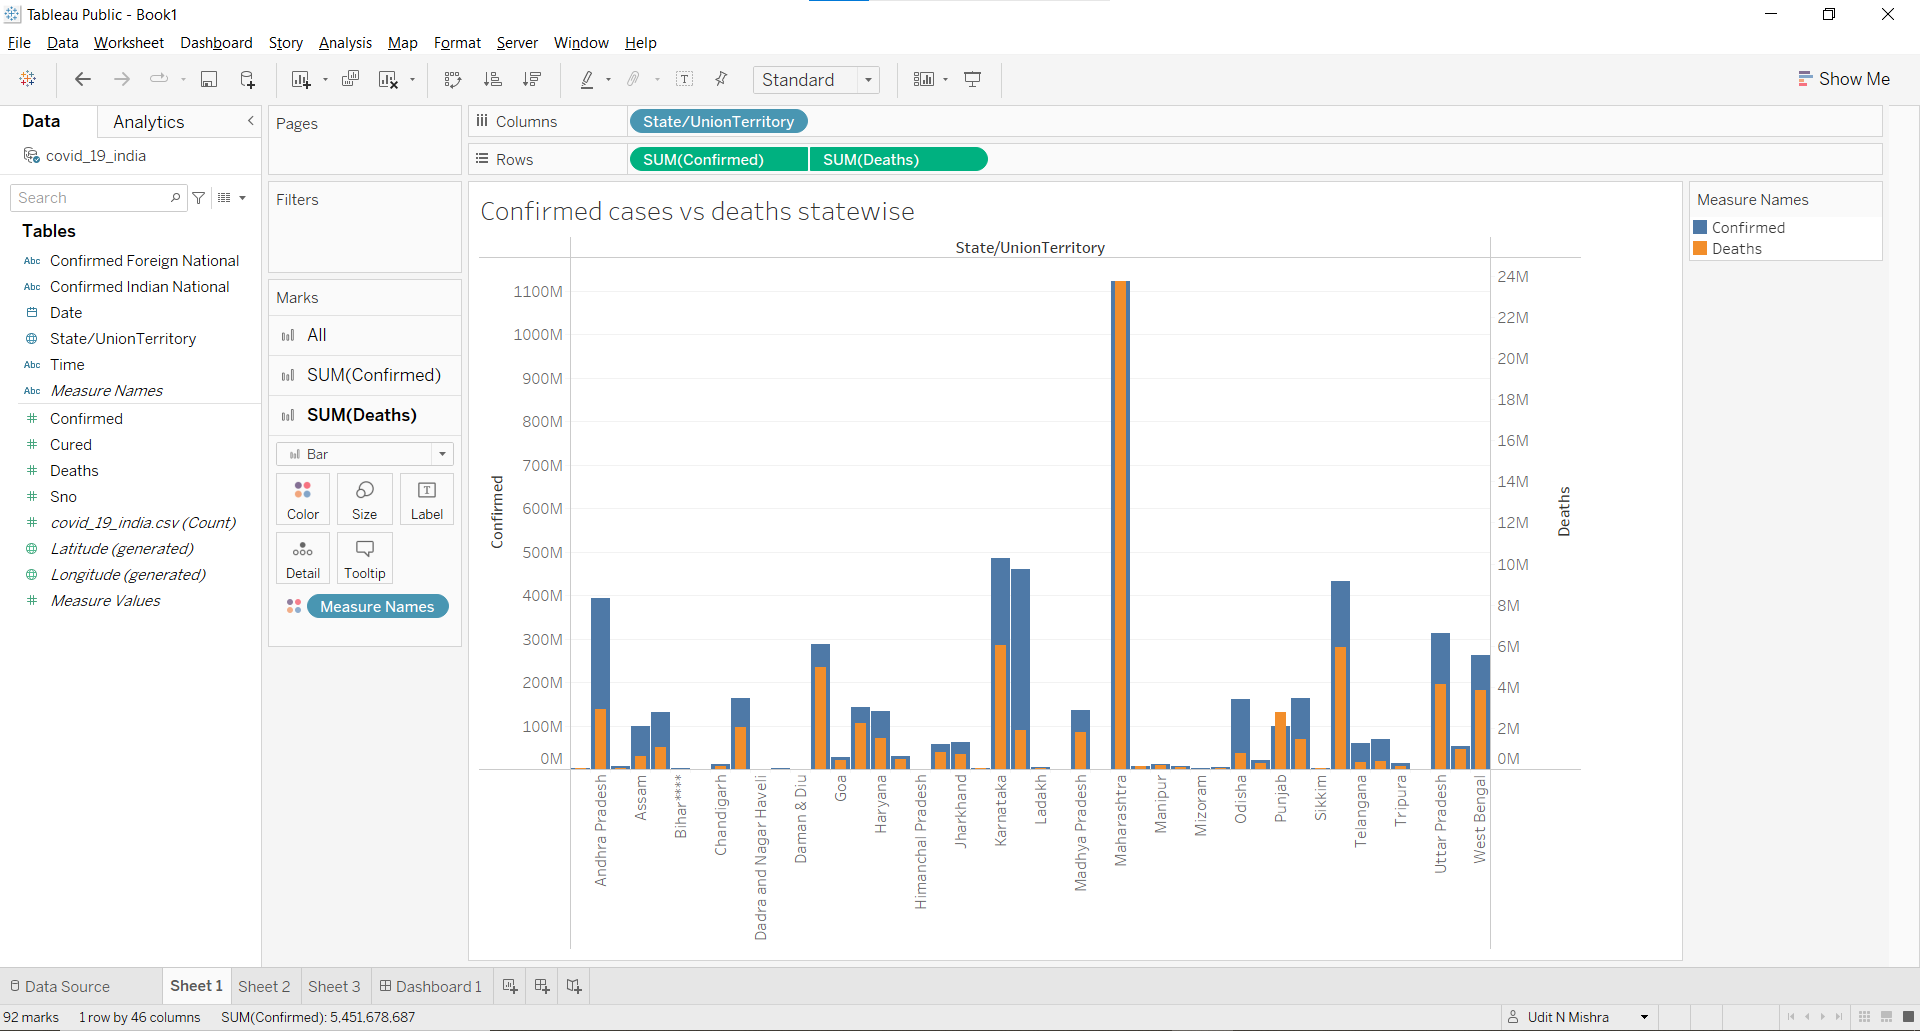 Tableau Public - Book1
File Data Worksheet Dashboard Story Analysis Map Format Server Window Help
Standard
Show Me
Data Analytics
covid_19_india
Search
Tables
Abc Confirmed Foreign National
Abc Confirmed Indian National
Date
State/UnionTerritory
Abc Time
Abc Measure Names
# Confirmed
# Cured
# Deaths
# Sno
# covid_19_india.csv (Count)
Latitude (generated)
Longitude (generated)
# Measure Values
Pages
Filters
Marks
All
SUM(Confirmed)
SUM(Deaths)
Bar
Color Size Label
Detail Tooltip
Measure Names
Columns State/UnionTerritory
Rows SUM(Confirmed) SUM(Deaths)
Confirmed cases vs deaths statewise
State/UnionTerritory
Confirmed
1100M
1000M
900M
800M
700M
600M
500M
400M
300M
200M
100M
0M
24M
22M
20M
18M
16M
14M
12M
10M
8M
6M
4M
2M
0M
Deaths
Andhra Pradesh
Assam
Bihar****
Chandigarh
Dadra and Nagar Haveli
Daman & Diu
Goa
Haryana
Himanchal Pradesh
Jharkhand
Karnataka
Ladakh
Madhya Pradesh
Maharashtra
Manipur
Mizoram
Odisha
Punjab
Sikkim
Telangana
Tripura
Uttar Pradesh
West Bengal
Measure Names
Confirmed
Deaths
Data Source Sheet 1 Sheet 2 Sheet 3 Dashboard 1
92 marks 1 row by 46 columns SUM(Confirmed): 5,451,678,687
Udit N Mishra